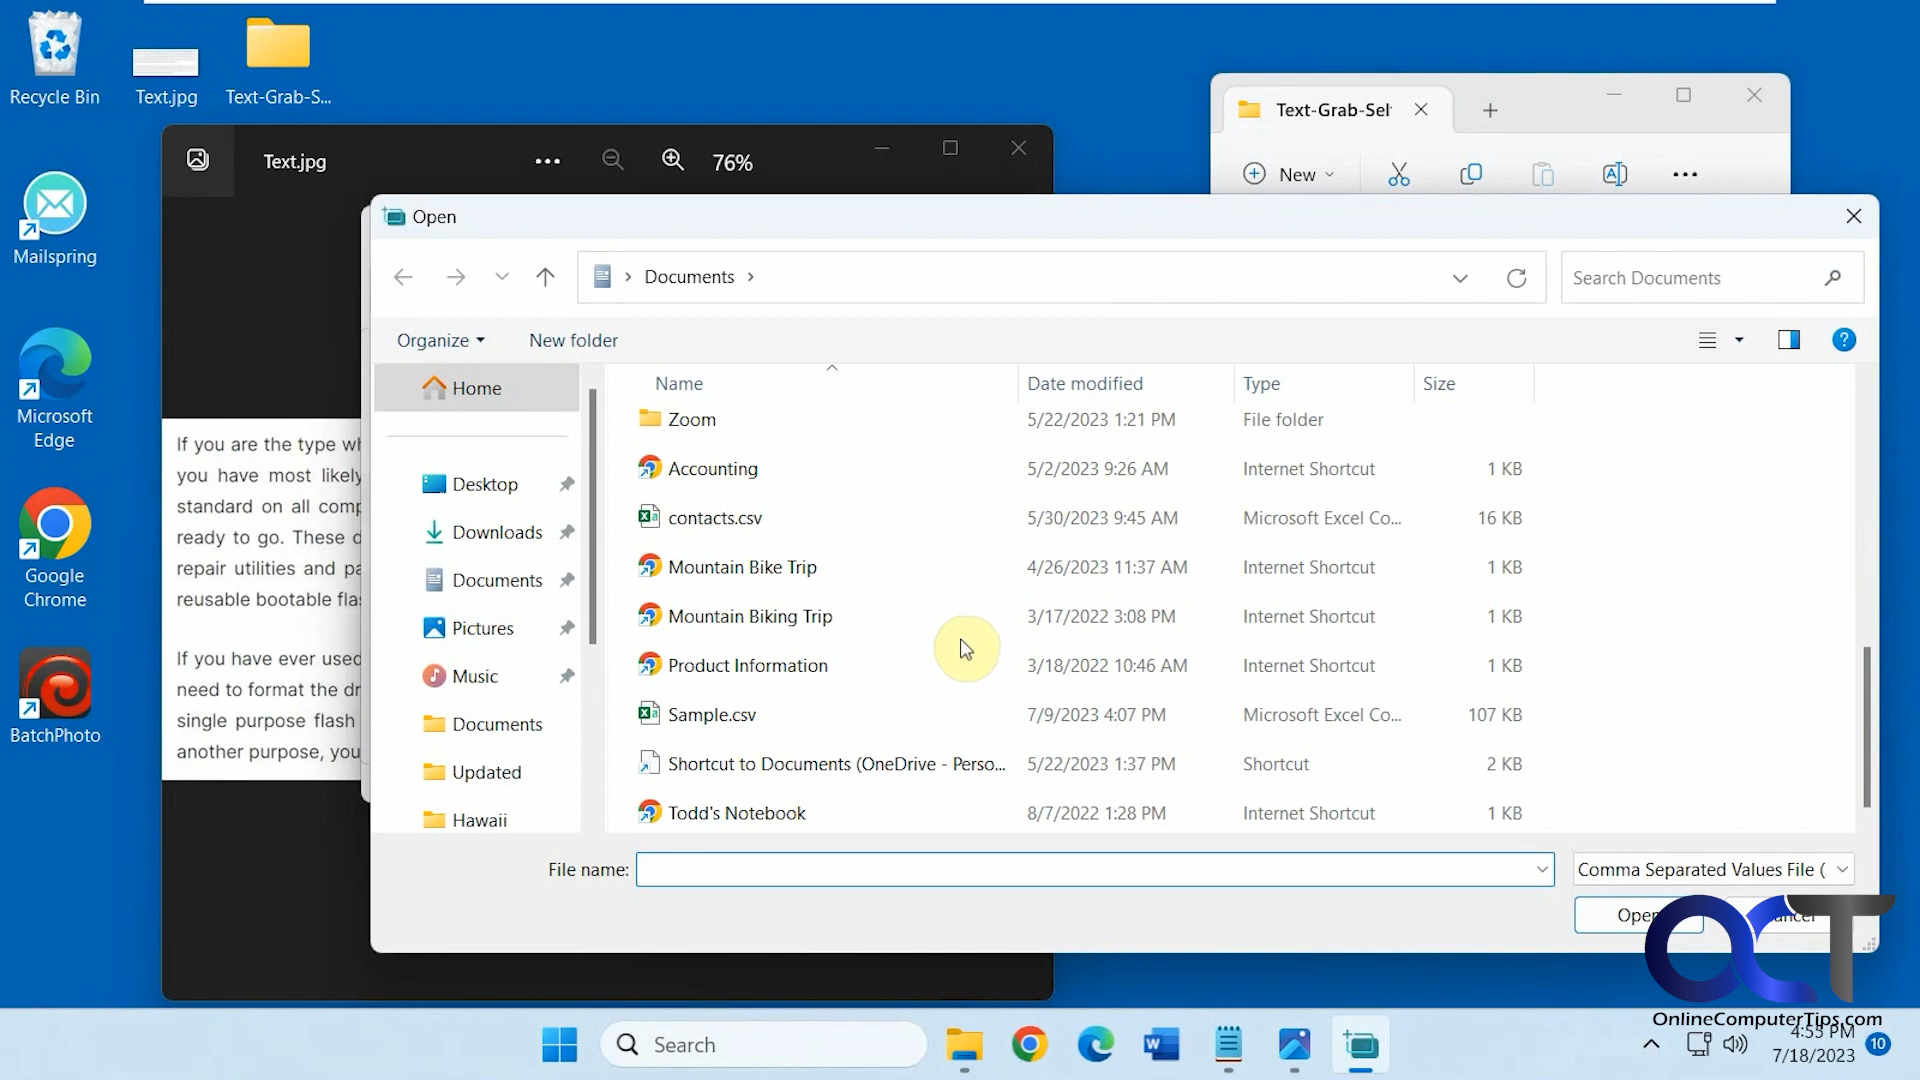 Recycle Bin
Text.jpg
Text-Grab-S...
Mailspring
Microsoft
Edge
Google
Chrome
BatchPhoto
Text.jpg
76%
Text-Grab-Sel
New
If you are the type wh
you have most likely
standard on all comp
ready to go. These d
repair utilities and pa
reusable bootable flas
If you have ever used
need to format the dr
single purpose flash
another purpose, you
Open
Documents
Search Documents
Organize
New folder
Home
Desktop
Downloads
Documents
Pictures
Music
Documents
Updated
Hawaii
Name Date modified Type Size
Zoom 5/22/2023 1:21 PM File folder
Accounting 5/2/2023 9:26 AM Internet Shortcut 1 KB
contacts.csv 5/30/2023 9:45 AM Microsoft Excel Co... 16 KB
Mountain Bike Trip 4/26/2023 11:37 AM Internet Shortcut 1 KB
Mountain Biking Trip 3/17/2022 3:08 PM Internet Shortcut 1 KB
Product Information 3/18/2022 10:46 AM Internet Shortcut 1 KB
Sample.csv 7/9/2023 4:07 PM Microsoft Excel Co... 107 KB
Shortcut to Documents (OneDrive - Perso... 5/22/2023 1:37 PM Shortcut 2 KB
Todd's Notebook 8/7/2022 1:28 PM Internet Shortcut 1 KB
File name:
Comma Separated Values File (
Open
OCT
OnlineComputerTips.com
Search
4:55 PM
7/18/2023
10